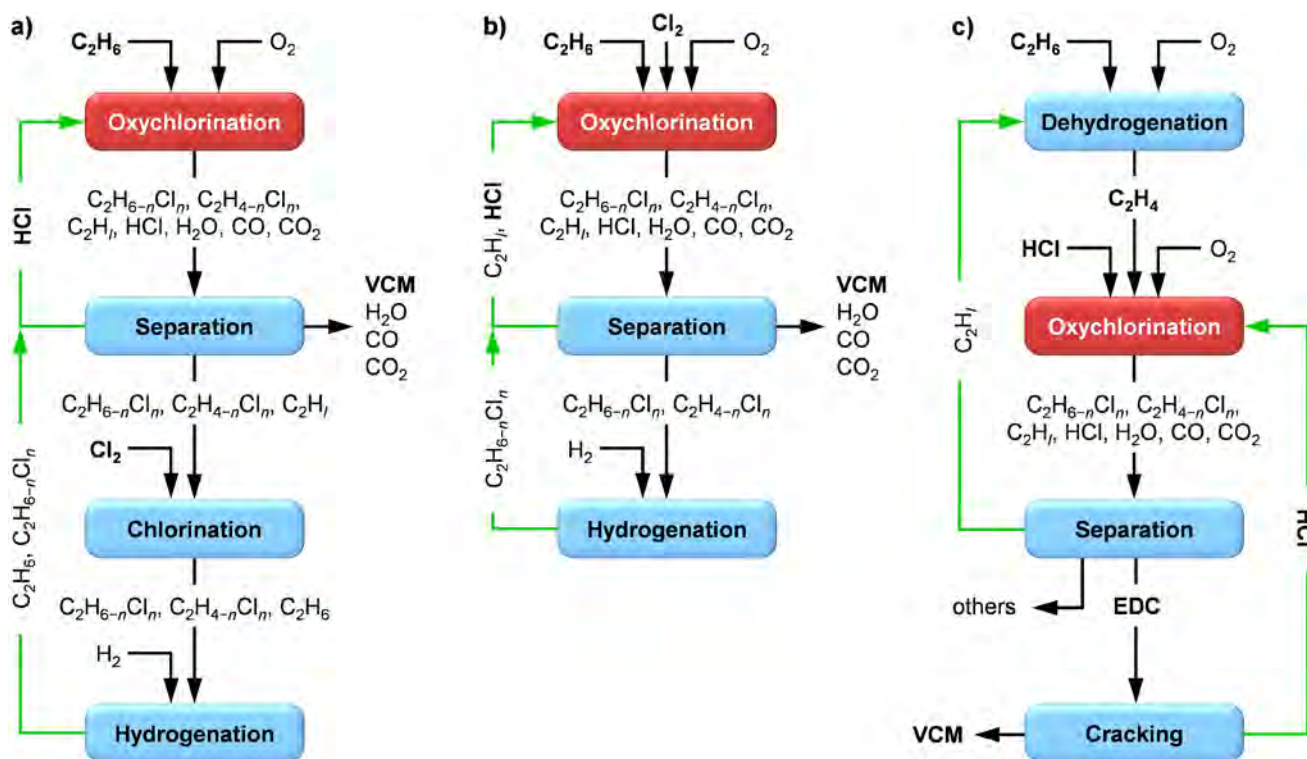 a)
C₂H₆
O₂
Oxychlorination
C₂H₆₋ₙClₙ, C₂H₄₋ₙClₙ,
C₂Hₗ, HCl, H₂O, CO, CO₂
HCl
Separation
VCM
H₂O
CO
CO₂
C₂H₆₋ₙClₙ, C₂H₄₋ₙClₙ, C₂Hₗ
Cl₂
Chlorination
C₂H₆, C₂H₆₋ₙClₙ
C₂H₆₋ₙClₙ, C₂H₄₋ₙClₙ, C₂H₆
H₂
Hydrogenation
b)
C₂H₆
Cl₂
O₂
Oxychlorination
C₂H₆₋ₙClₙ, C₂H₄₋ₙClₙ,
C₂Hₗ, HCl, H₂O, CO, CO₂
C₂Hₗ, HCl
Separation
VCM
H₂O
CO
CO₂
C₂H₆₋ₙClₙ, C₂H₄₋ₙClₙ
C₂H₆₋ₙClₙ
H₂
Hydrogenation
c)
C₂H₆
O₂
Dehydrogenation
C₂H₄
HCl
O₂
Oxychlorination
C₂Hₗ
C₂H₆₋ₙClₙ, C₂H₄₋ₙClₙ,
C₂Hₗ, HCl, H₂O, CO, CO₂
Separation
HCl
others
EDC
VCM
Cracking